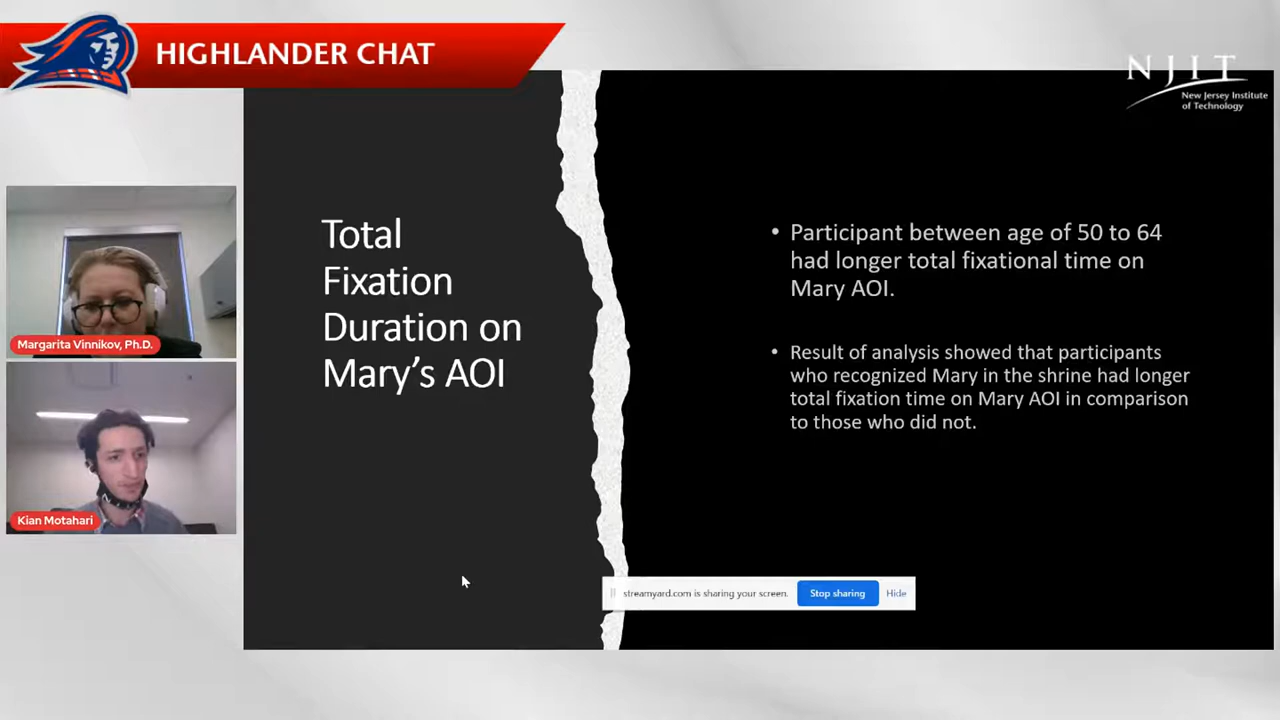 HIGHLANDER CHAT
NJIT
New Jersey Institute
of Technology
Margarita Vinnikov, Ph.D.
Kian Motahari
Total
Fixation
Duration on
Mary’s AOI
• Participant between age of 50 to 64
had longer total fixational time on
Mary AOI.
• Result of analysis showed that participants
who recognized Mary in the shrine had longer
total fixation time on Mary AOI in comparison
to those who did not.
streamyard.com is sharing your screen.
Stop sharing
Hide